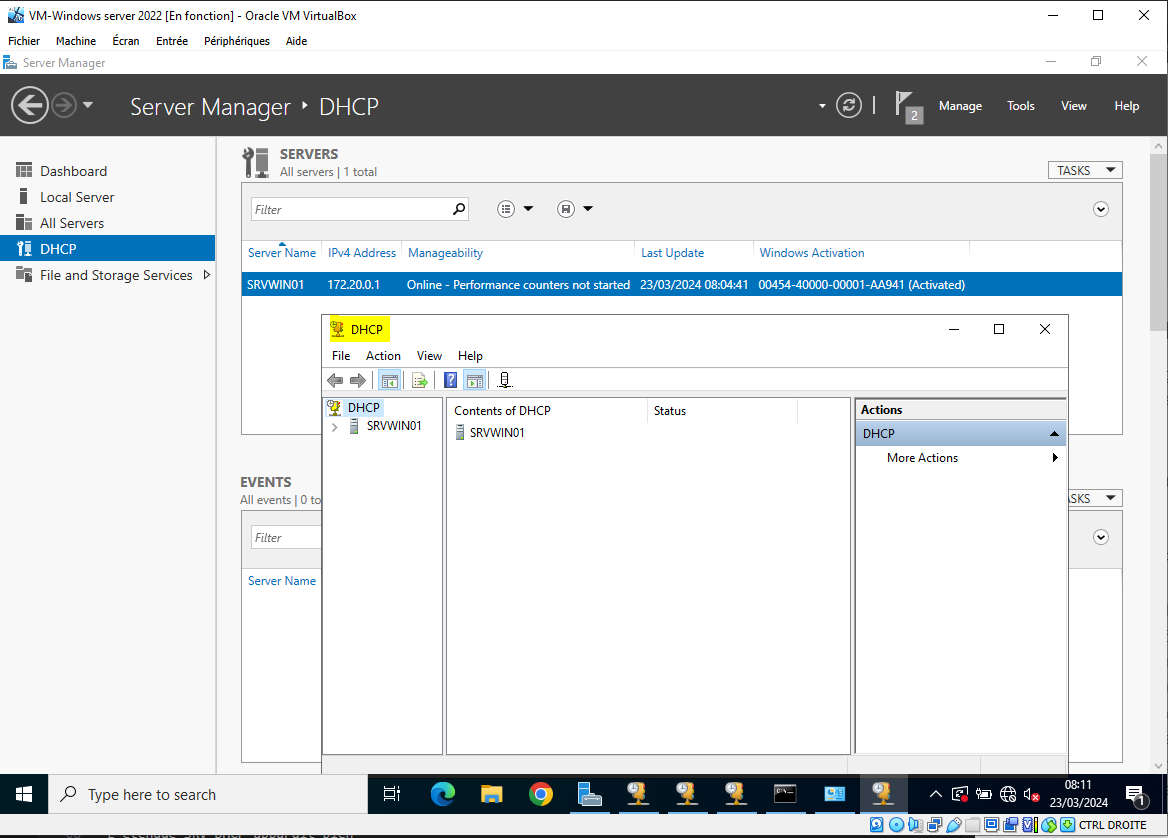 VM-Windows server 2022 [En fonction] - Oracle VM VirtualBox
Fichier Machine Écran Entrée Périphériques Aide
Server Manager
Server Manager DHCP
2 Manage Tools View Help
Dashboard
Local Server
All Servers
DHCP
File and Storage Services
SERVERS
All servers | 1 total
TASKS
Filter
Server Name IPv4 Address Manageability Last Update Windows Activation
SRVWIN01 172.20.0.1 Online - Performance counters not started 23/03/2024 08:04:41 00454-40000-00001-AA941 (Activated)
DHCP
File Action View Help
DHCP
SRVWIN01
Contents of DHCP Status
SRVWIN01
Actions
DHCP
More Actions
EVENTS
All events | 0 to
ASKS
Filter
Server Name
Type here to search
08:11
23/03/2024
1
CTRL DROITE